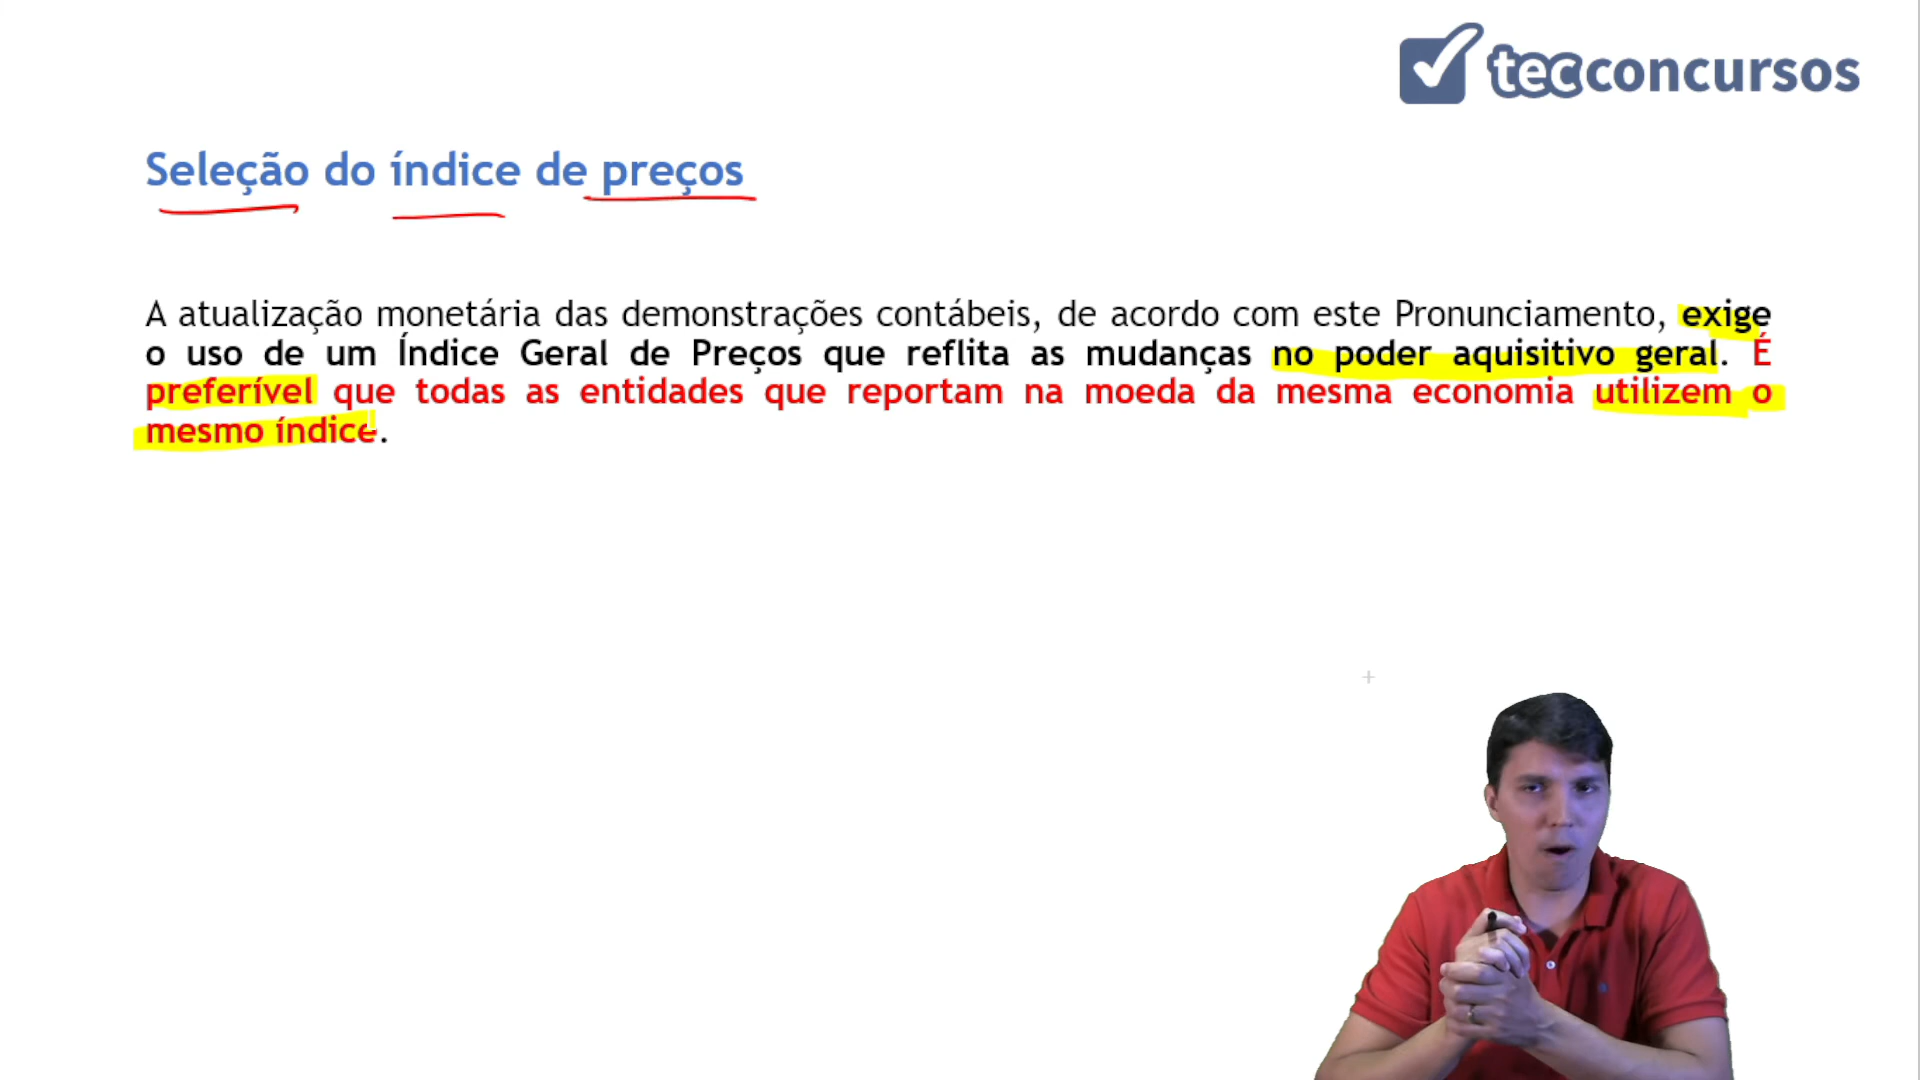 tecconcursos
Seleção do índice de preços
A atualização monetária das demonstrações contábeis, de acordo com este Pronunciamento, exige
o uso de um Índice Geral de Preços que reflita as mudanças no poder aquisitivo geral. É
preferível que todas as entidades que reportam na moeda da mesma economia utilizem o
mesmo índice.